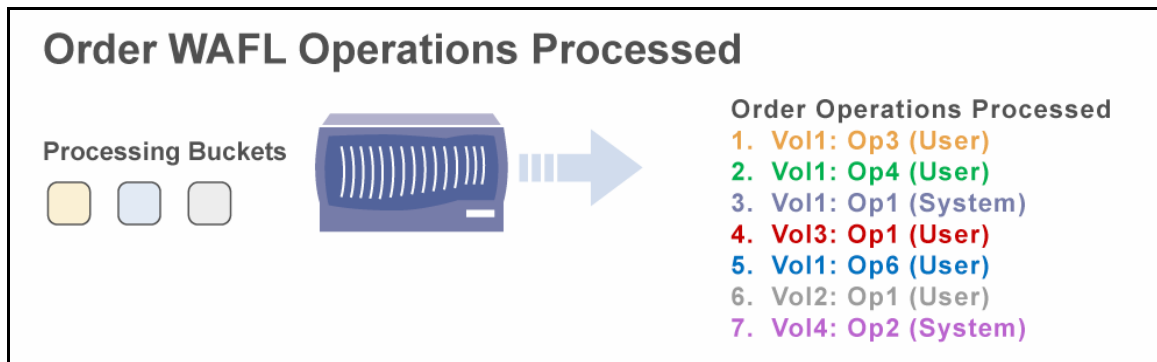 Order WAFL Operations Processed
Processing Buckets
Order Operations Processed
1. Vol1: Op3 (User)
2. Vol1: Op4 (User)
3. Vol1: Op1 (System)
4. Vol3: Op1 (User)
5. Vol1: Op6 (User)
6. Vol2: Op1 (User)
7. Vol4: Op2 (System)